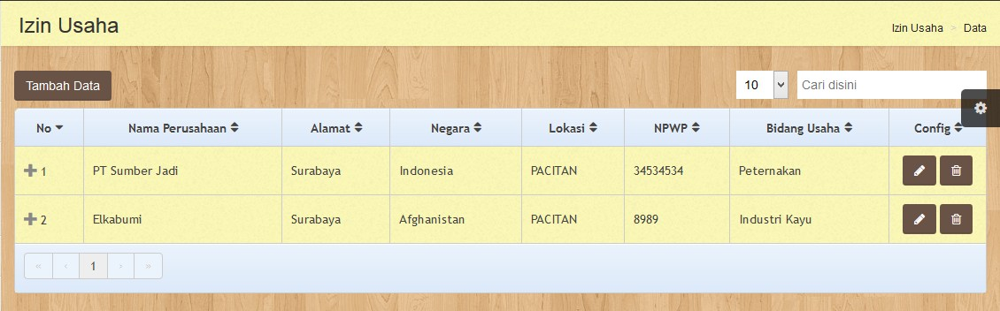 Izin Usaha
Izin Usaha > Data
Tambah Data
10 Cari disini
No Nama Perusahaan Alamat Negara Lokasi NPWP Bidang Usaha Config
1 PT Sumber Jadi Surabaya Indonesia PACITAN 34534534 Peternakan
2 Elkabumi Surabaya Afghanistan PACITAN 8989 Industri Kayu
« ‹ 1 › »